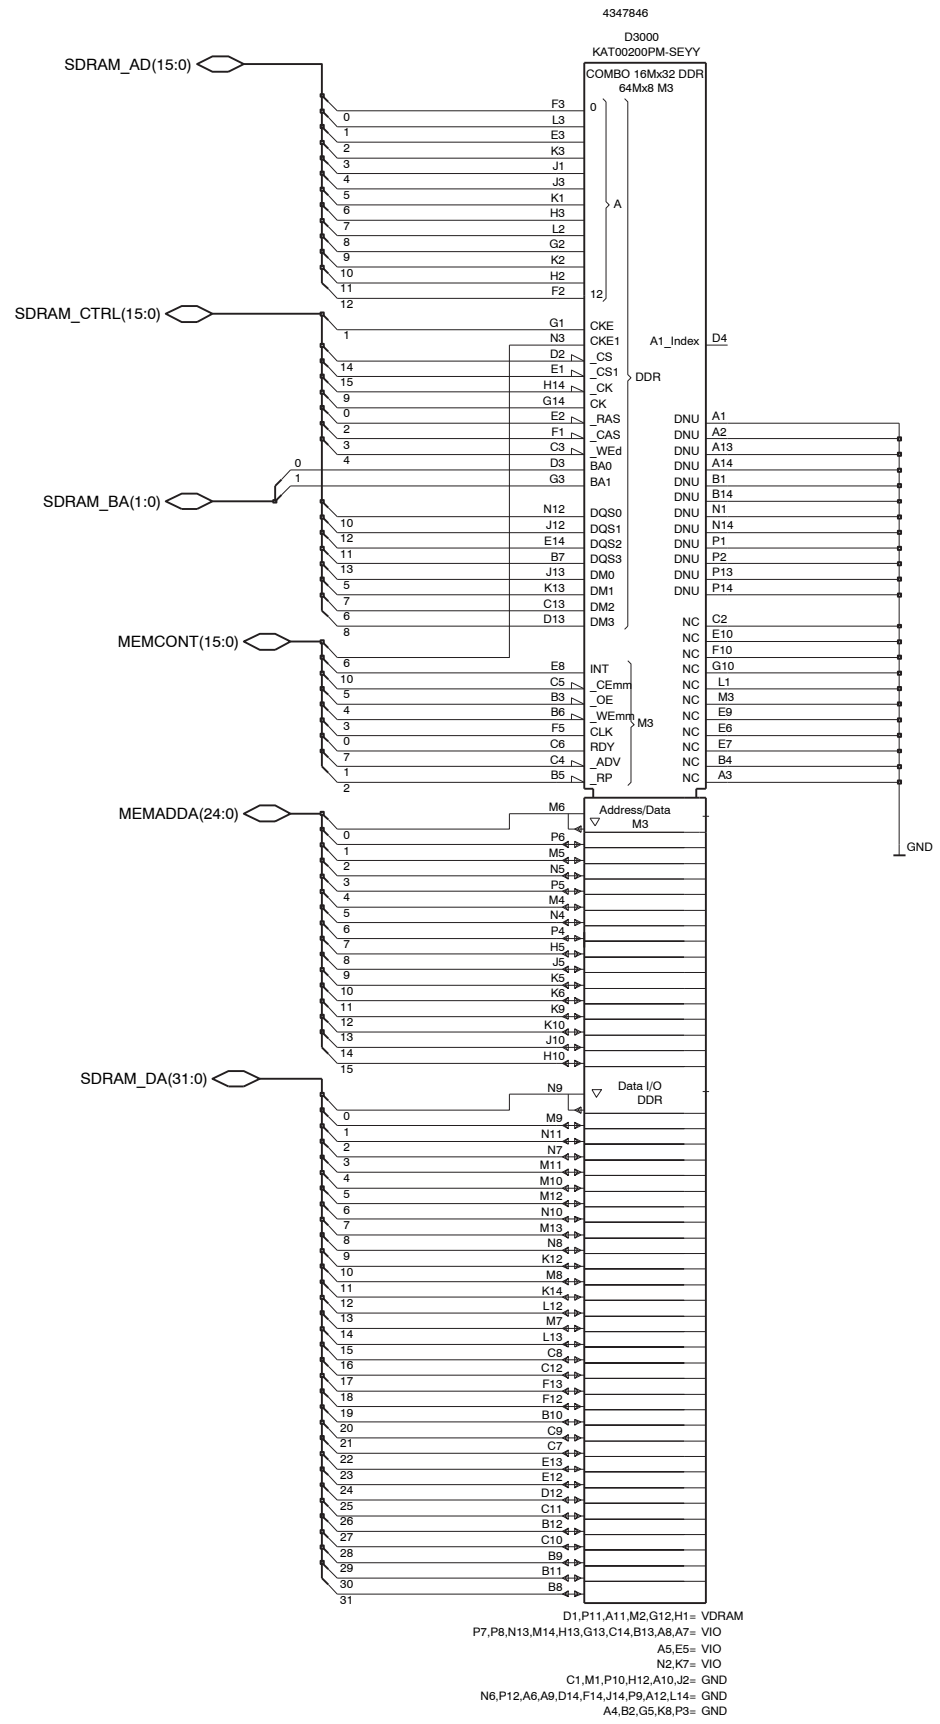 4347846
D3000
KAT00200PM-SEYY
COMBO 16Mx32 DDR
64Mx8 M3
SDRAM_AD(15:0)
F3 0
0 L3
1 E3
2 K3
3 J1
4 J3
5 K1 A
6 H3
7 L2
8 G2
9 K2
10 H2
11 F2 12
12
SDRAM_CTRL(15:0)
G1 CKE
1 N3 CKE1 A1_Index D4
D2 _CS
14 E1 _CS1 DDR
15 H14 _CK
9 G14 CK
0 E2 _RAS DNU A1
2 F1 _CAS DNU A2
3 C3 _WEd DNU A13
4
0 D3 BA0 DNU A14
1 G3 BA1 DNU B1
SDRAM_BA(1:0)
DNU B14
N12 DQS0 DNU N1
10 J12 DQS1 DNU N14
12 E14 DQS2 DNU P1
11 B7 DQS3 DNU P2
13 J13 DM0 DNU P13
5 K13 DM1 DNU P14
7 C13 DM2
6 D13 DM3 NC C2
8
MEMCONT(15:0)
NC E10
NC F10
6 E8 INT NC G10
10 C5 _CEmm NC L1
5 B3 _OE NC M3
4 B6 _WEmm M3 NC E9
3 F5 CLK NC E6
0 C6 RDY NC E7
7 C4 _ADV NC B4
1 B5 _RP NC A3
2
MEMADDA(24:0)
M6 Address/Data
M3
GND
0 P6
1 M5
2 N5
3 P5
4 M4
5 N4
6 P4
7 H5
8 J5
9 K5
10 K6
11 K9
12 K10
13 J10
14 H10
15
SDRAM_DA(31:0)
N9 Data I/O
DDR
0 M9
1 N11
2 N7
3 M11
4 M10
5 M12
6 N10
7 M13
8 N8
9 K12
10 M8
11 K14
12 L12
13 M7
14 L13
15 C8
16 C12
17 F13
18 F12
19 B10
20 C9
21 C7
22 E13
23 E12
24 D12
25 C11
26 B12
27 C10
28 B9
29 B11
30 B8
31
D1,P11,A11,M2,G12,H1= VDRAM
P7,P8,N13,M14,H13,G13,C14,B13,A8,A7= VIO
A5,E5= VIO
N2,K7= VIO
C1,M1,P10,H12,A10,J2= GND
N6,P12,A6,A9,D14,F14,J14,P9,A12,L14= GND
A4,B2,G5,K8,P3= GND